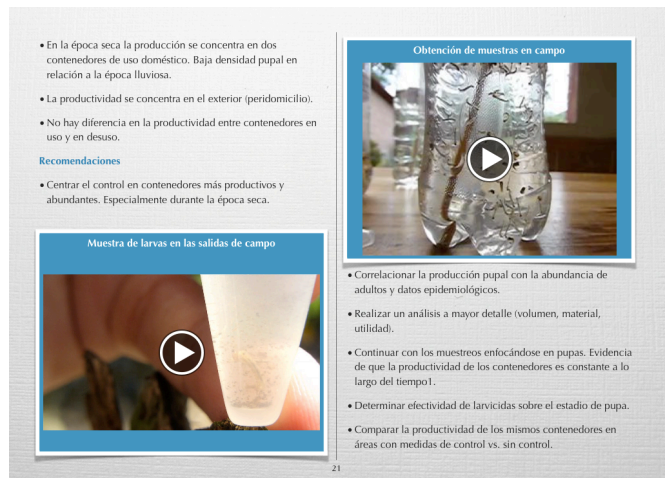 • En la época seca la producción se concentra en dos
contenedores de uso doméstico. Baja densidad pupal en
relación a la época lluviosa.
• La productividad se concentra en el exterior (peridomicilio).
• No hay diferencia en la productividad entre contenedores en
uso y en desuso.
Recomendaciones
• Centrar el control en contenedores más productivos y
abundantes. Especialmente durante la época seca.
Muestra de larvas en las salidas de campo
Obtención de muestras en campo
• Correlacionar la producción pupal con la abundancia de
adultos y datos epidemiológicos.
• Realizar un análisis a mayor detalle (volumen, material,
utilidad).
• Continuar con los muestreos enfocándose en pupas. Evidencia
de que la productividad de los contenedores es constante a lo
largo del tiempo1.
• Determinar efectividad de larvicidas sobre el estadio de pupa.
• Comparar la productividad de los mismos contenedores en
áreas con medidas de control vs. sin control.
21